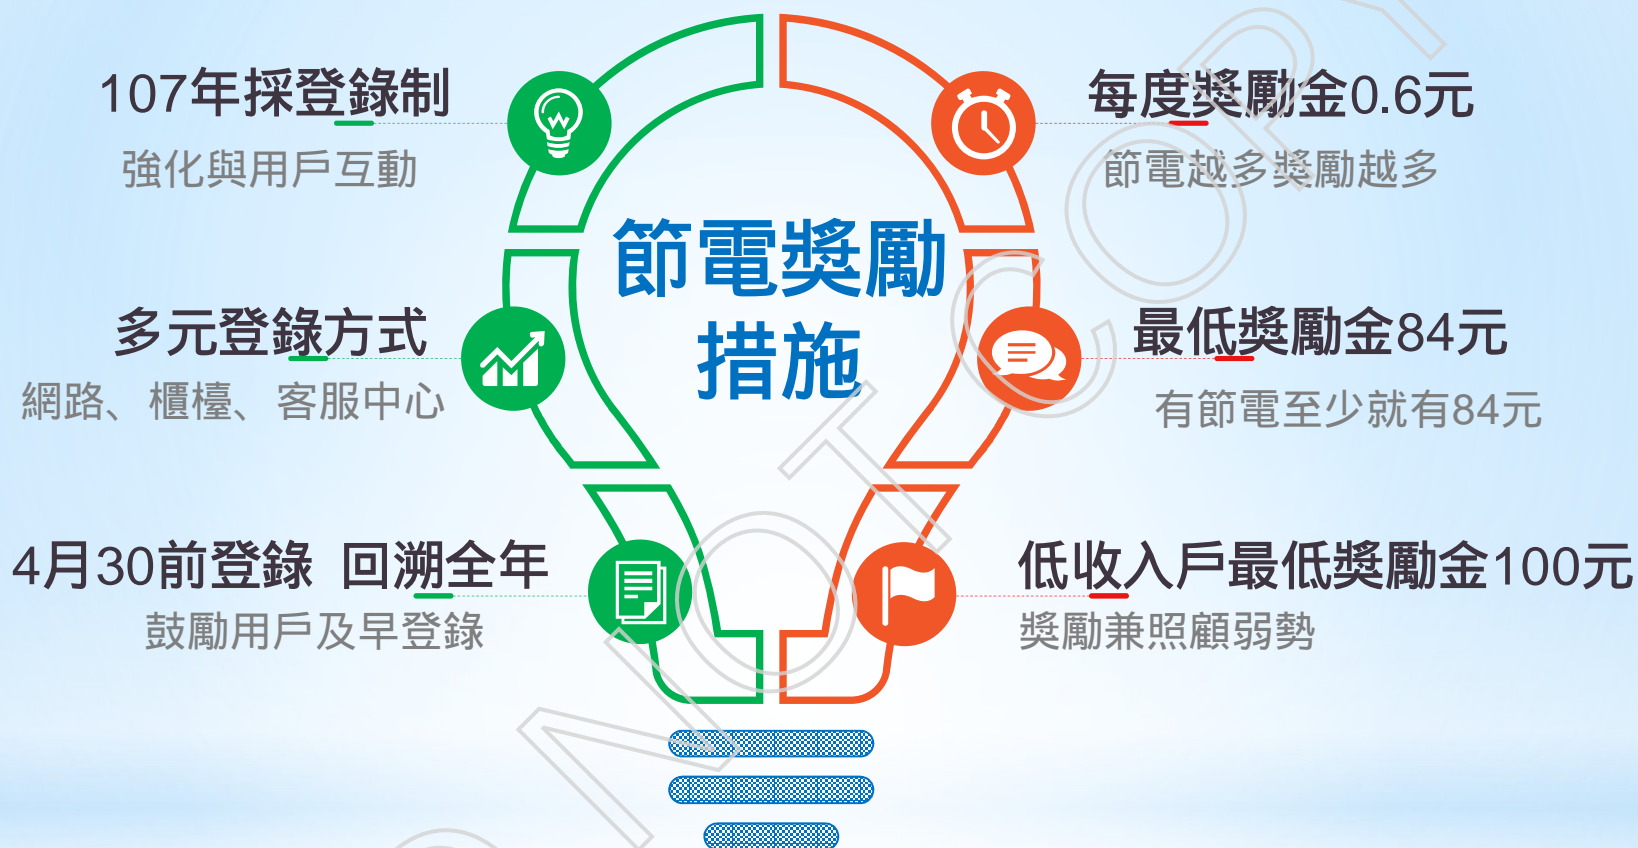 107年採登錄制
強化與用戶互動
多元登錄方式
網路、櫃檯、客服中心
4月30前登錄 回溯全年
鼓勵用戶及早登錄
節電獎勵
措施
每度獎勵金0.6元
節電越多獎勵越多
最低獎勵金84元
有節電至少就有84元
低收入戶最低獎勵金100元
獎勵兼照顧弱勢
NOT COPY